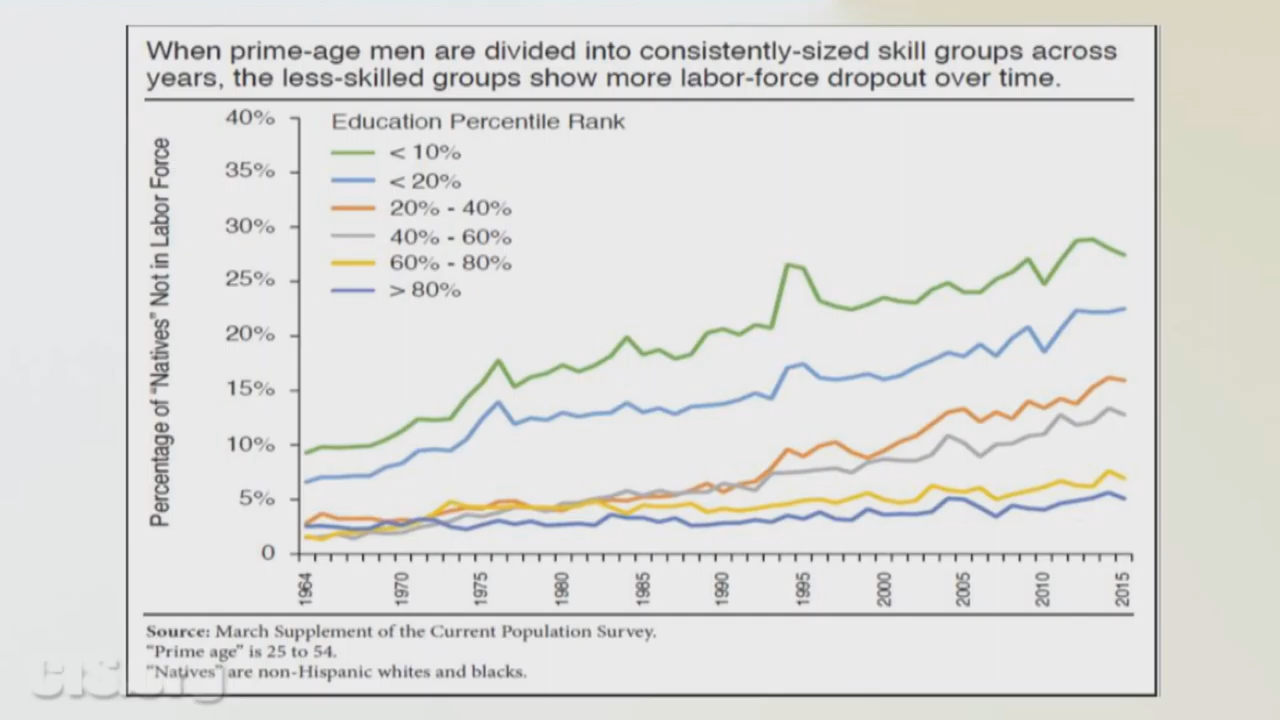 When prime-age men are divided into consistently-sized skill groups across
years, the less-skilled groups show more labor-force dropout over time.
Percentage of "Natives" Not in Labor Force
40%
35%
30%
25%
20%
15%
10%
5%
0
Education Percentile Rank
< 10%
< 20%
20% - 40%
40% - 60%
60% - 80%
> 80%
1964
1970
1975
1980
1985
1990
1995
2000
2005
2010
2015
Source: March Supplement of the Current Population Survey.
"Prime age" is 25 to 54.
"Natives" are non-Hispanic whites and blacks.
CIS.org